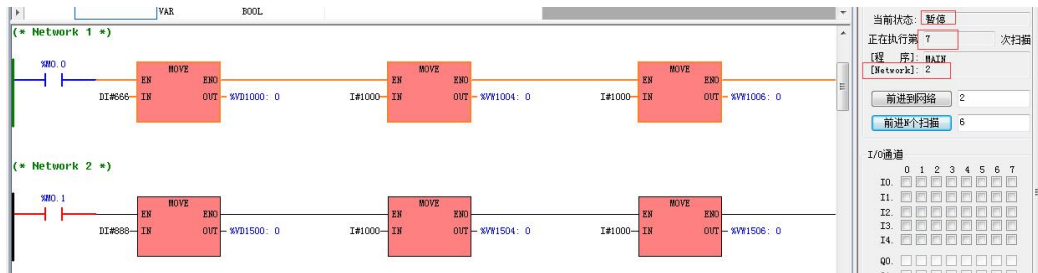 VAR BOOL
(* Network 1 *)
%M0.0
MOVE MOVE MOVE
EN ENO EN ENO EN ENO
DI#666 IN OUT %VD1000: 0 I#1000 IN OUT %VW1004: 0 I#1000 IN OUT %VW1006: 0
(* Network 2 *)
%M0.1
MOVE MOVE MOVE
EN ENO EN ENO EN ENO
DI#888 IN OUT %VD1500: 0 I#1000 IN OUT %VW1504: 0 I#1000 IN OUT %VW1506: 0
当前状态: 暂停
正在执行第 7 次扫描
[程 序]: MAIN
[Network]: 2
前进到网络 2
前进N个扫描 6
I/O通道
0 1 2 3 4 5 6 7
I0.
I1.
I2.
I3.
I4.
Q0.